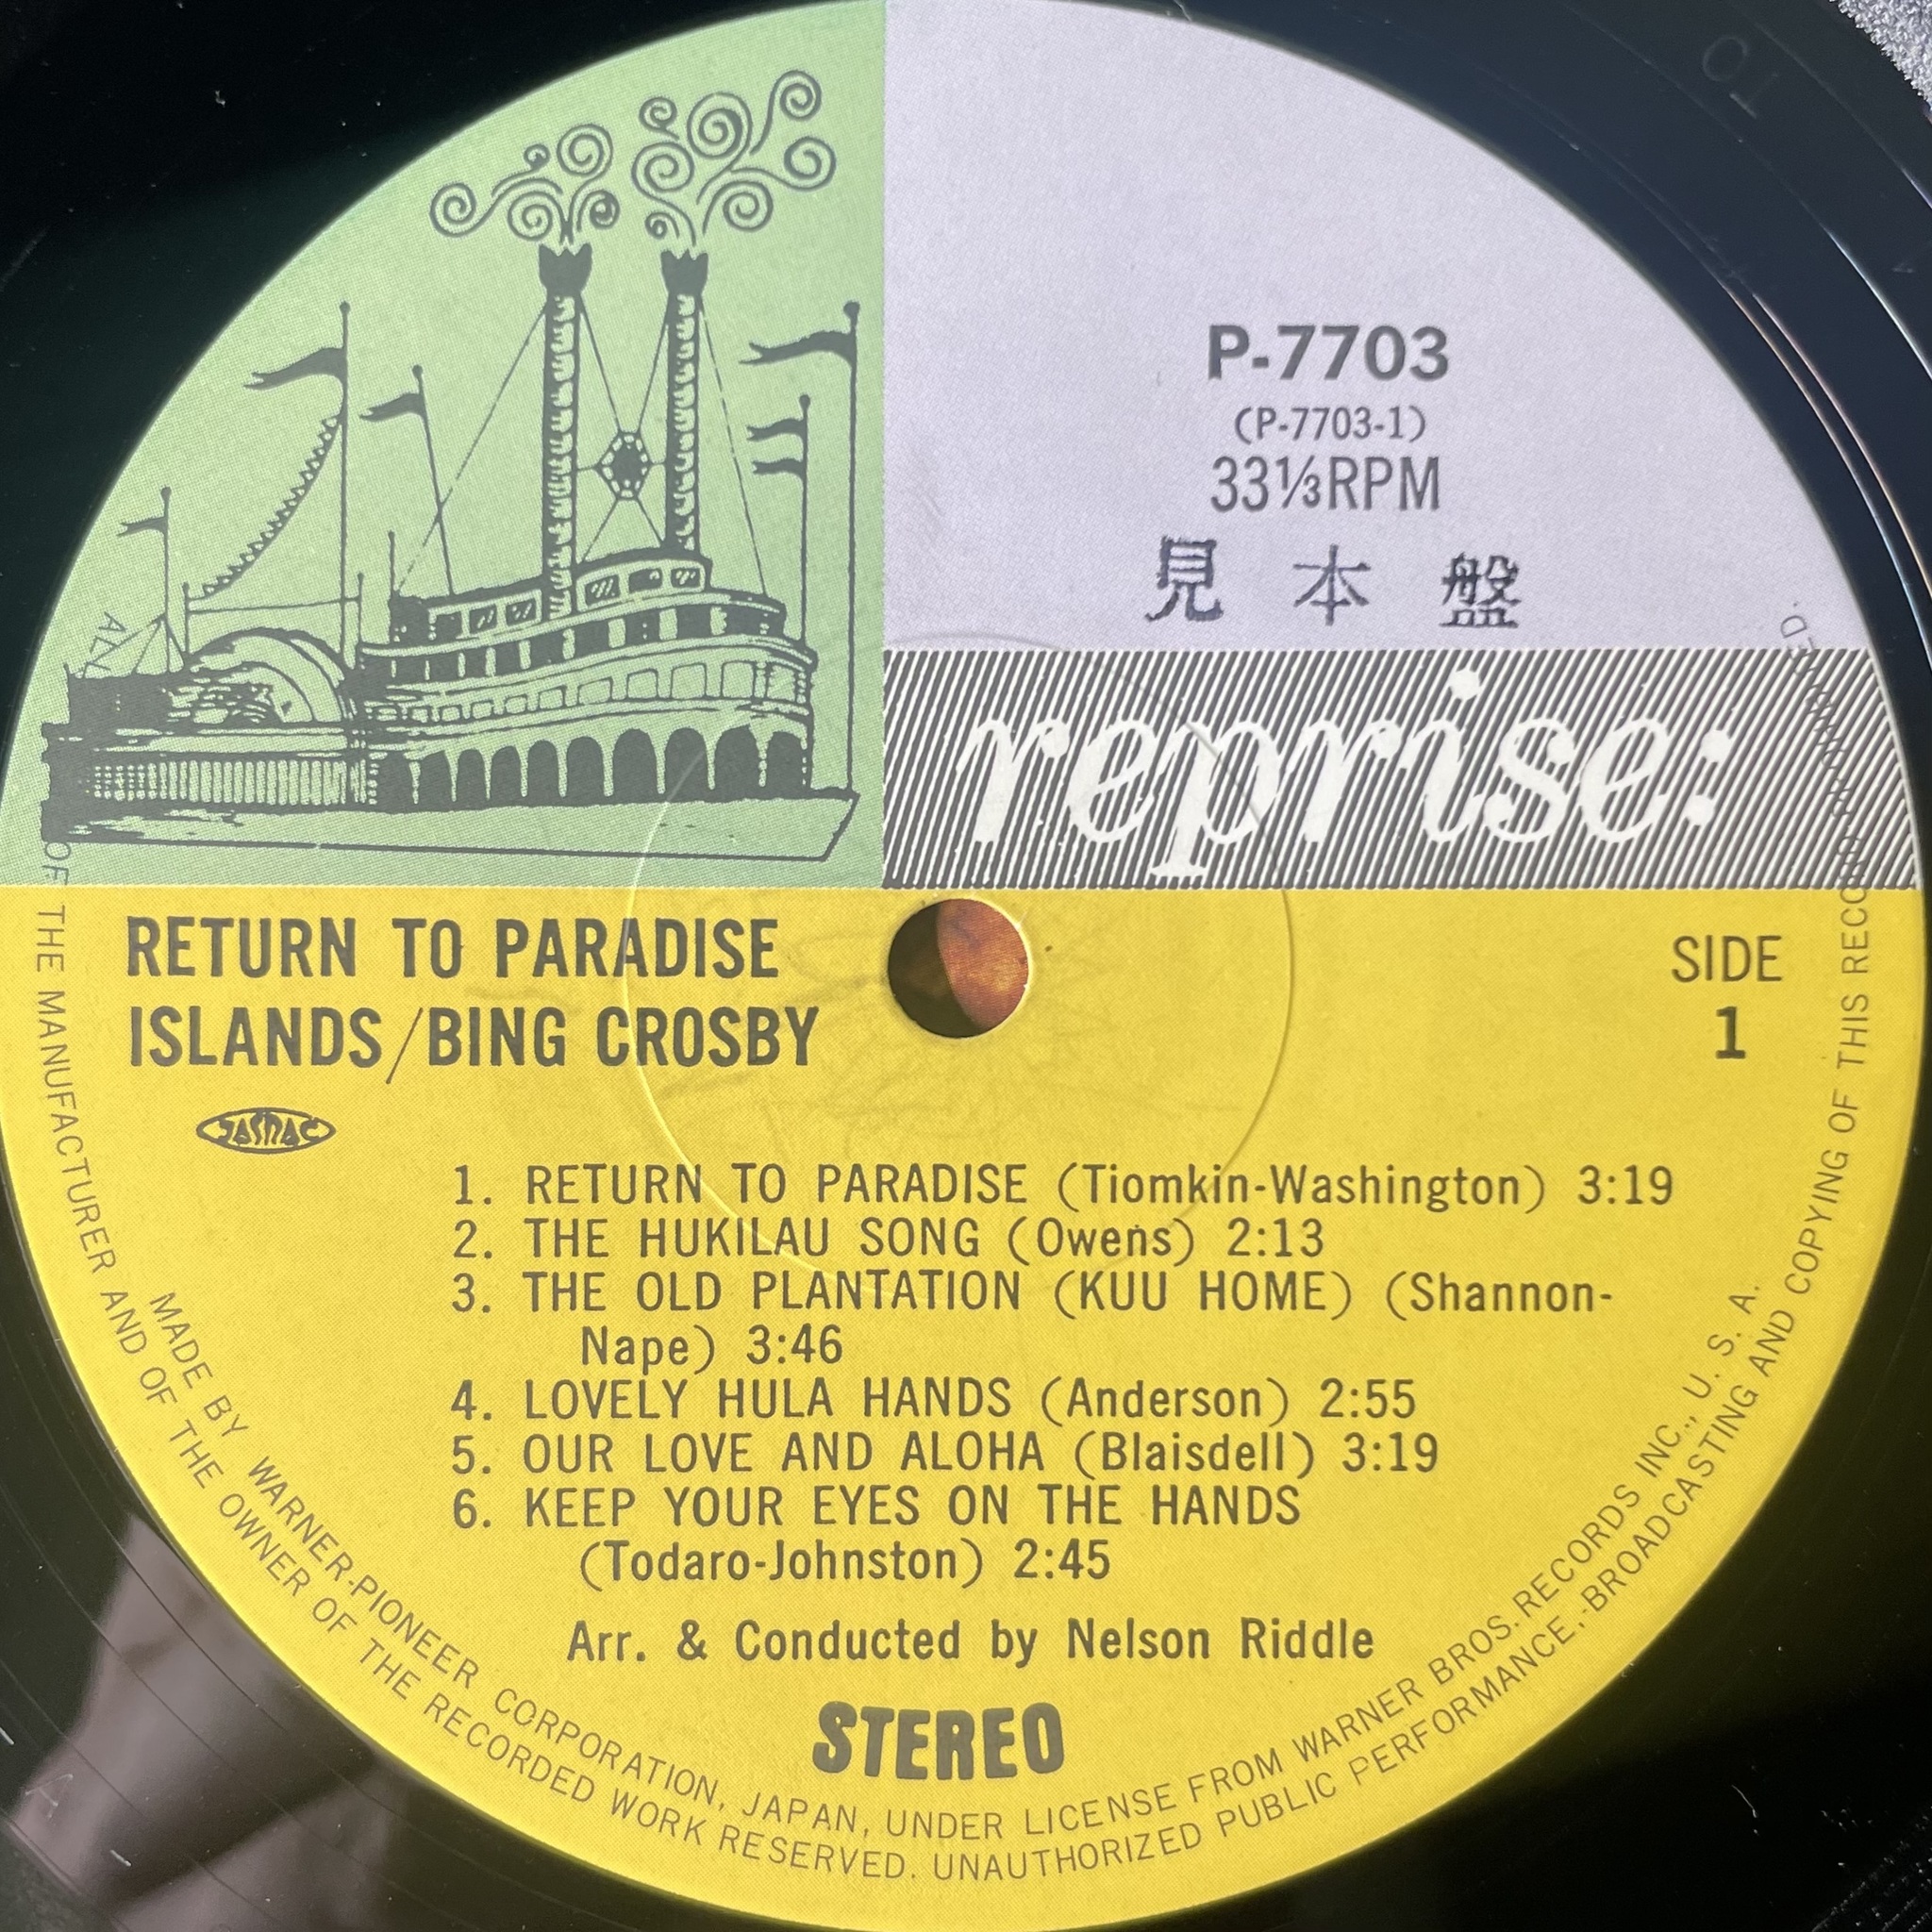 P-7703
(P-7703-1)
33⅓RPM
見本盤
reprise:
RETURN TO PARADISE
ISLANDS/BING CROSBY
SIDE
1
JASRAC
1. RETURN TO PARADISE (Tiomkin-Washington) 3:19
2. THE HUKILAU SONG (Owens) 2:13
3. THE OLD PLANTATION (KUU HOME) (Shannon-
Nape) 3:46
4. LOVELY HULA HANDS (Anderson) 2:55
5. OUR LOVE AND ALOHA (Blaisdell) 3:19
6. KEEP YOUR EYES ON THE HANDS
(Todaro-Johnston) 2:45
Arr. & Conducted by Nelson Riddle
STEREO
MADE BY WARNER-PIONEER CORPORATION, JAPAN, UNDER LICENSE FROM WARNER BROS. RECORDS INC., U. S. A.
ALL OF THE MANUFACTURER AND OF THE OWNER OF THE RECORDED WORK RESERVED. UNAUTHORIZED PUBLIC PERFORMANCE, BROADCASTING AND COPYING OF THIS RECORD